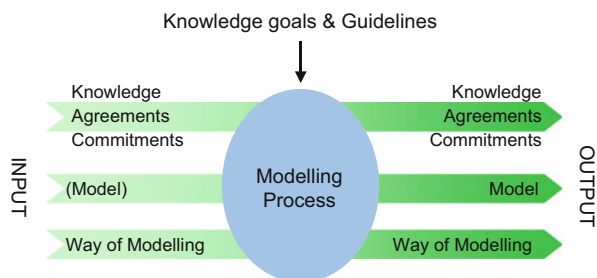 Knowledge goals & Guidelines
INPUT
Knowledge
Agreements
Commitments
(Model)
Way of Modelling
Modelling
Process
Knowledge
Agreements
Commitments
Model
Way of Modelling
OUTPUT